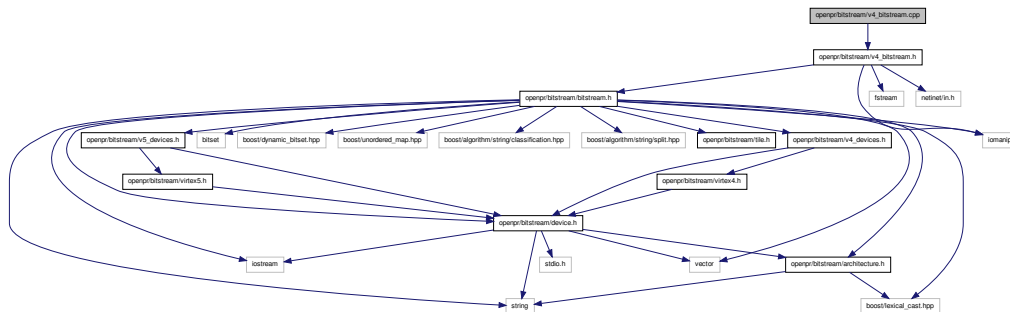 openpr/bitstream/v4_bitstream.cpp
openpr/bitstream/v4_bitstream.h
openpr/bitstream/bitstream.h
fstream
netinet/in.h
openpr/bitstream/v5_devices.h
bitset
boost/dynamic_bitset.hpp
boost/unordered_map.hpp
boost/algorithm/string/classification.hpp
boost/algorithm/string/split.hpp
openpr/bitstream/tile.h
openpr/bitstream/v4_devices.h
iomanip
openpr/bitstream/virtex5.h
openpr/bitstream/virtex4.h
openpr/bitstream/device.h
iostream
stdio.h
vector
openpr/bitstream/architecture.h
string
boost/lexical_cast.hpp